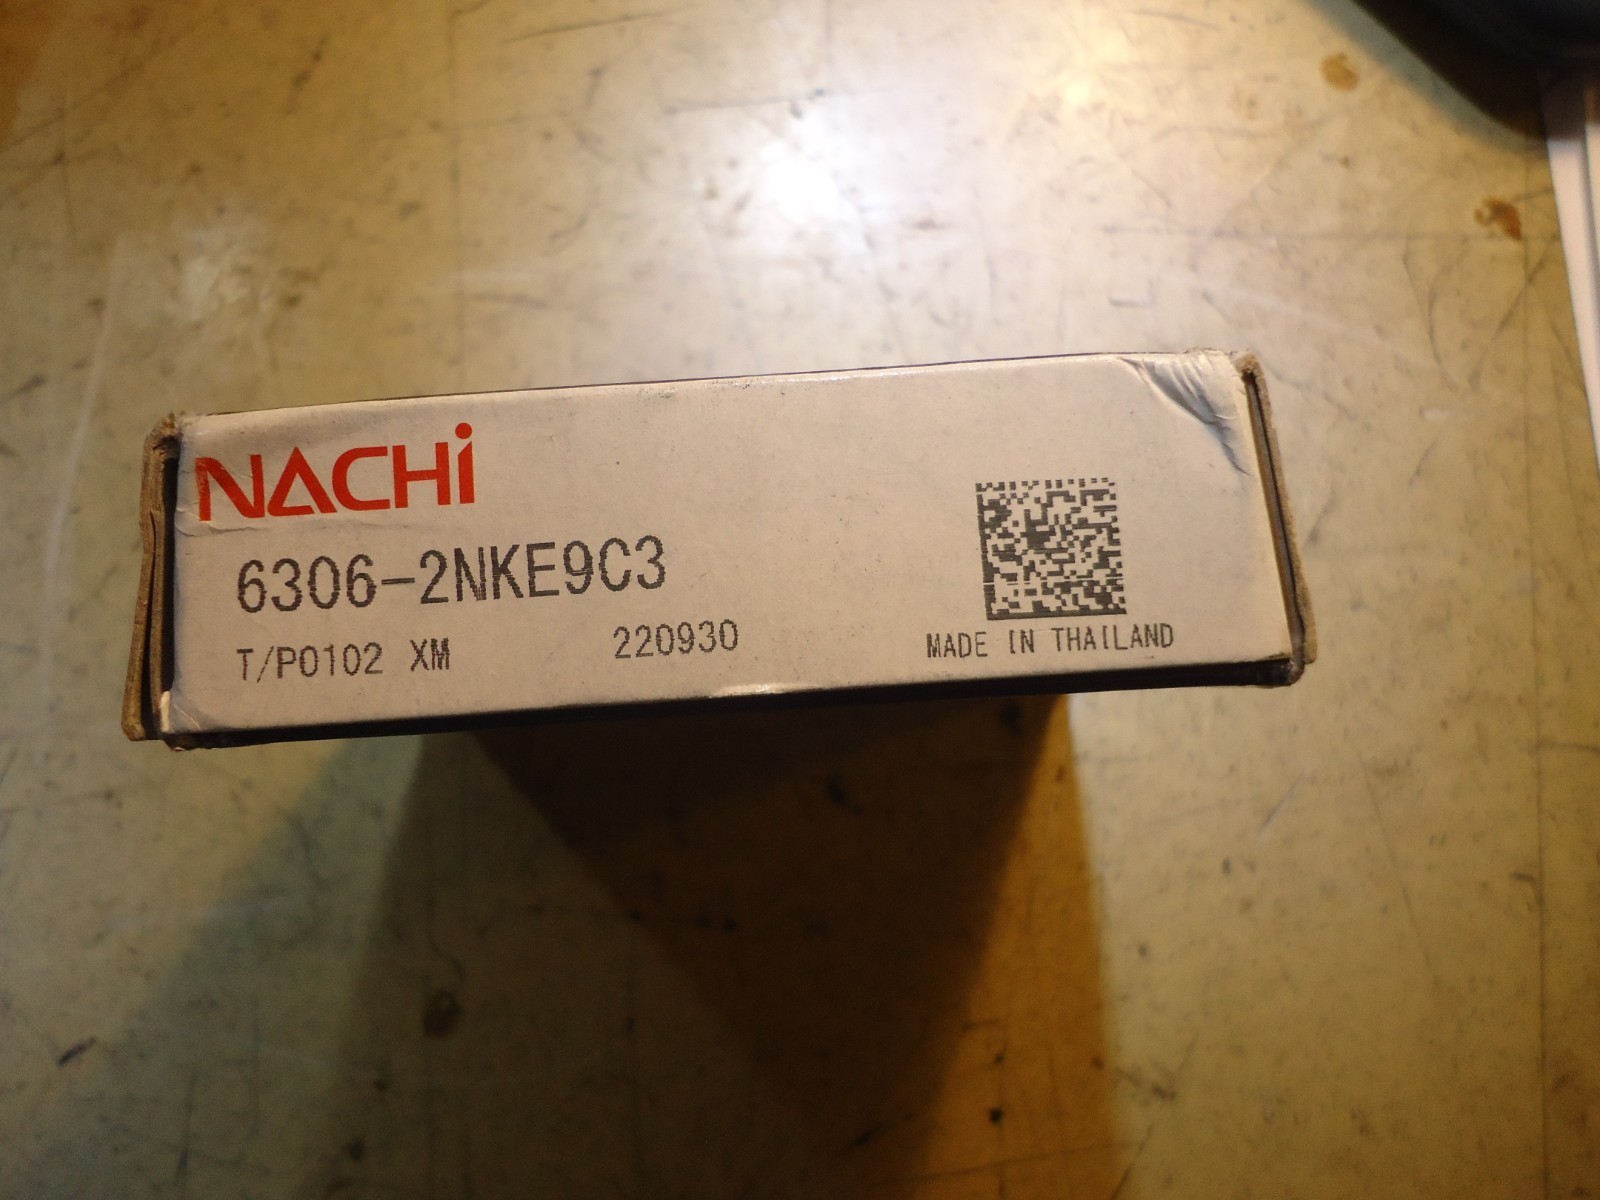 NACHi
6306-2NKE9C3
T/P0102 XM 220930
MADE IN THAILAND